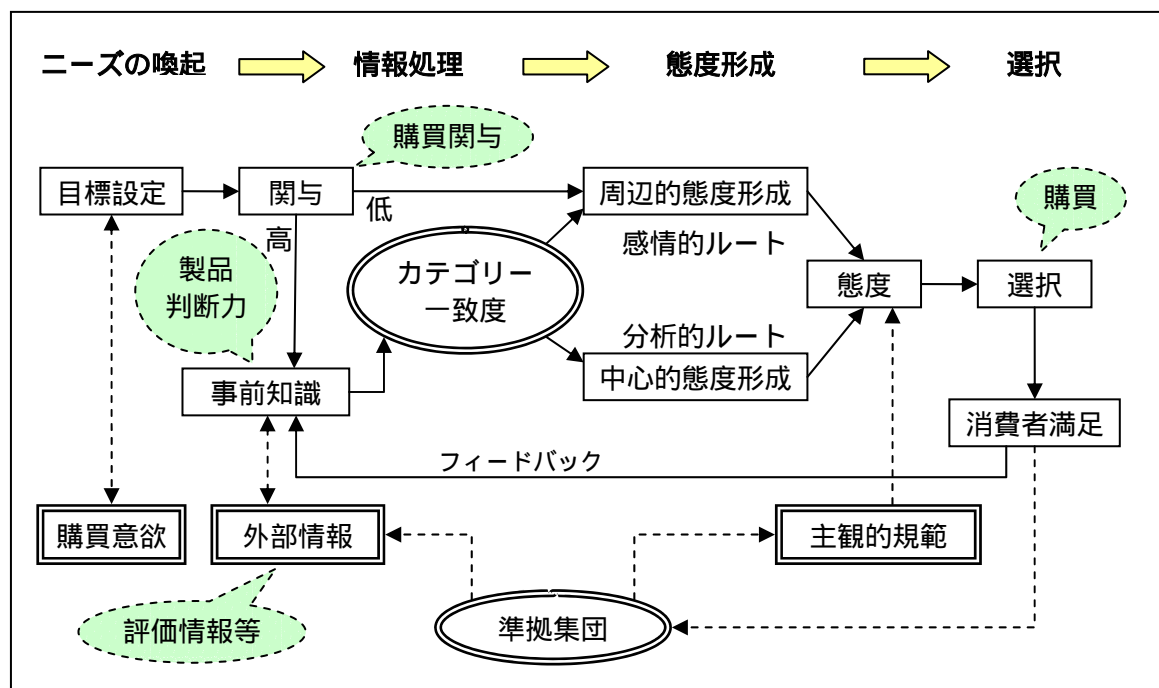 ニーズの喚起
情報処理
態度形成
選択
購買関与
目標設定
関与
低
高
周辺的態度形成
感情的ルート
購買
製品
判断力
カテゴリー
一致度
態度
選択
分析的ルート
中心的態度形成
事前知識
消費者満足
フィードバック
購買意欲
外部情報
主観的規範
評価情報等
準拠集団